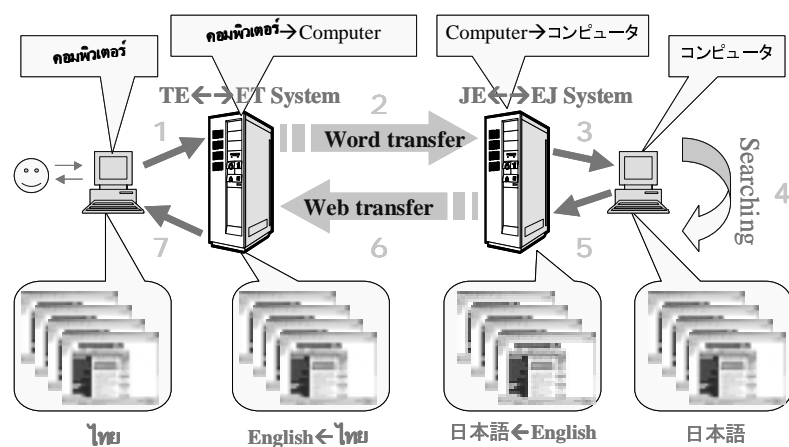 คอมพิวเตอร์
คอมพิวเตอร์→Computer
Computer→コンピュータ
コンピュータ
TE←→ET System
JE←→EJ System
1
2
Word transfer
3
Searching
4
Web transfer
5
6
7
ไทย
English←ไทย
日本語←English
日本語